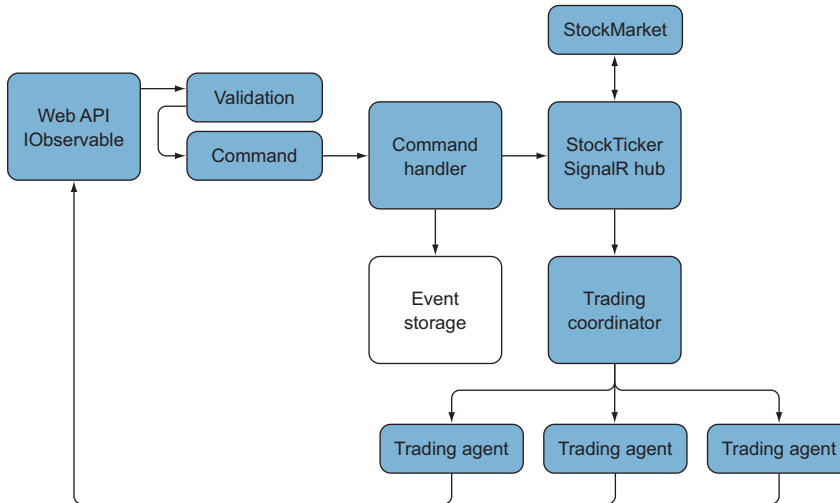 StockMarket
Web API
IObservable
Validation
Command
Command
handler
StockTicker
SignalR hub
Event
storage
Trading
coordinator
Trading agent
Trading agent
Trading agent